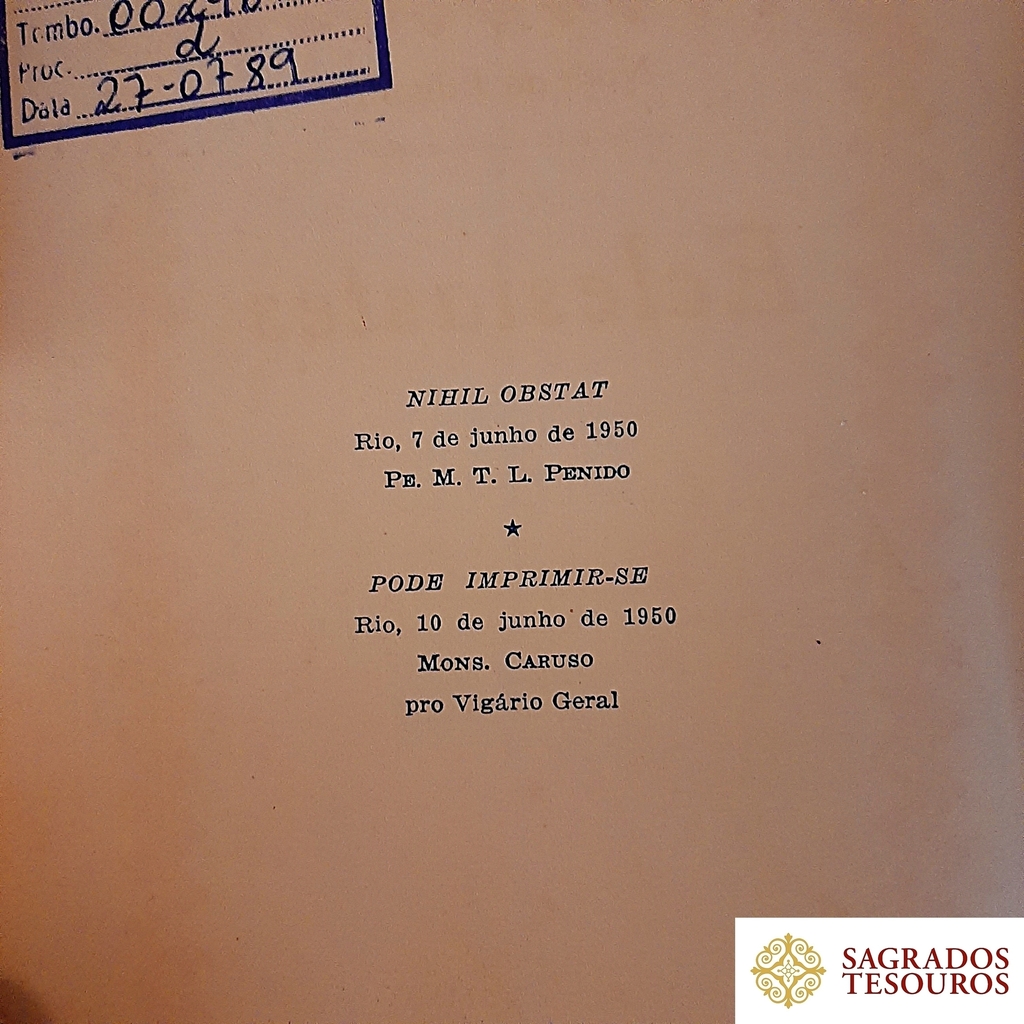 Tombo.
Proc. d
Data 27-07-89
NIHIL OBSTAT
Rio, 7 de junho de 1950
PE. M. T. L. PENIDO
★
PODE IMPRIMIR-SE
Rio, 10 de junho de 1950
MONS. CARUSO
pro Vigário Geral
SAGRADOS
TESOUROS